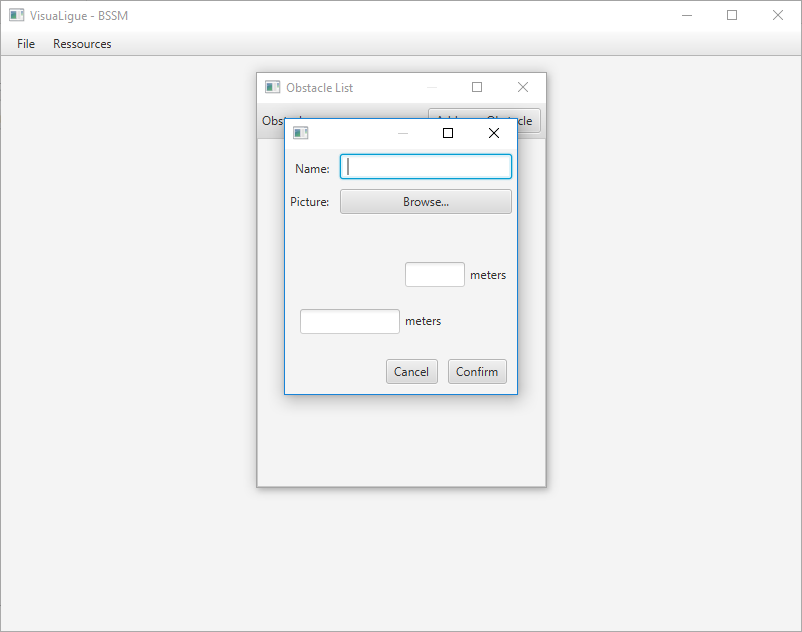 VisuaLigue - BSSM
File Ressources
Obstacle List
Name:
Picture: Browse...
meters
meters
Cancel Confirm